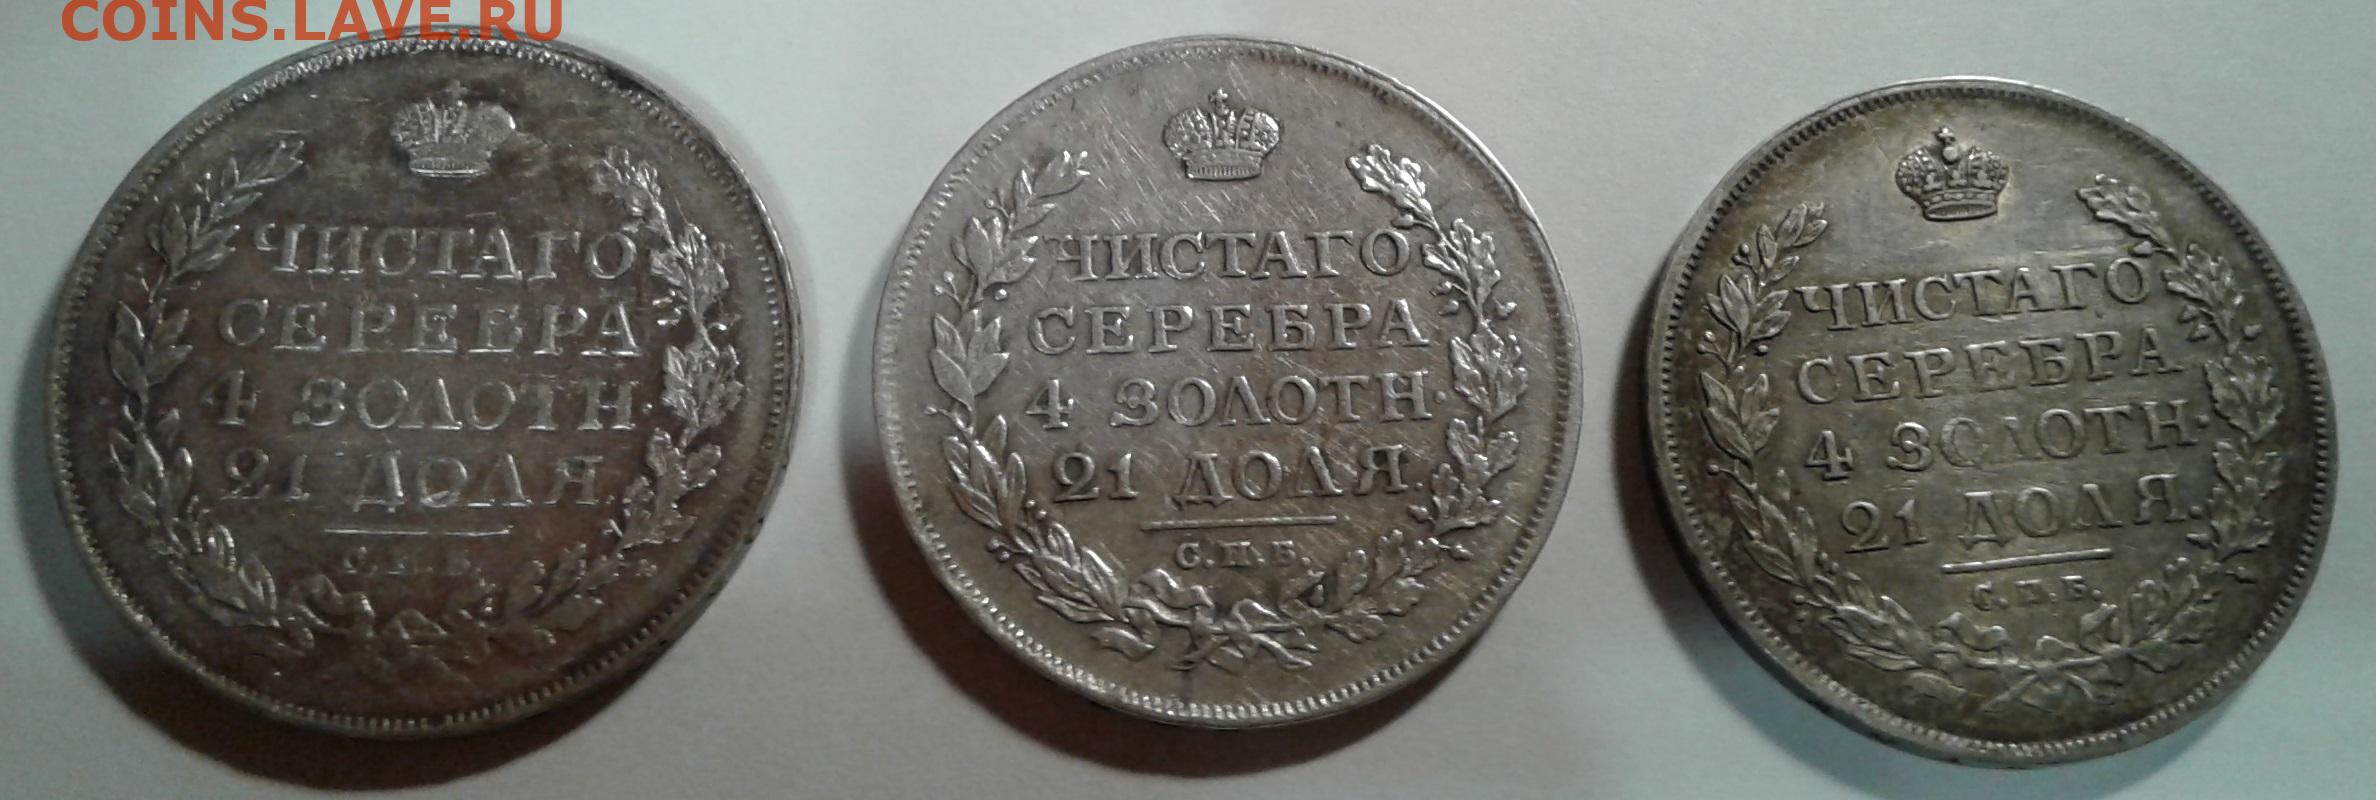 COINS.LAVE.RU
ЧИСТАГО
СЕРЕБРА
4 ЗОЛОТН.
21 ДОЛЯ.
С.П.Б.
ЧИСТАГО
СЕРЕБРА
4 ЗОЛОТН.
21 ДОЛЯ.
С.П.Б.
ЧИСТАГО
СЕРЕБРА
4 ЗОЛОТН.
21 ДОЛЯ.
С.П.Б.